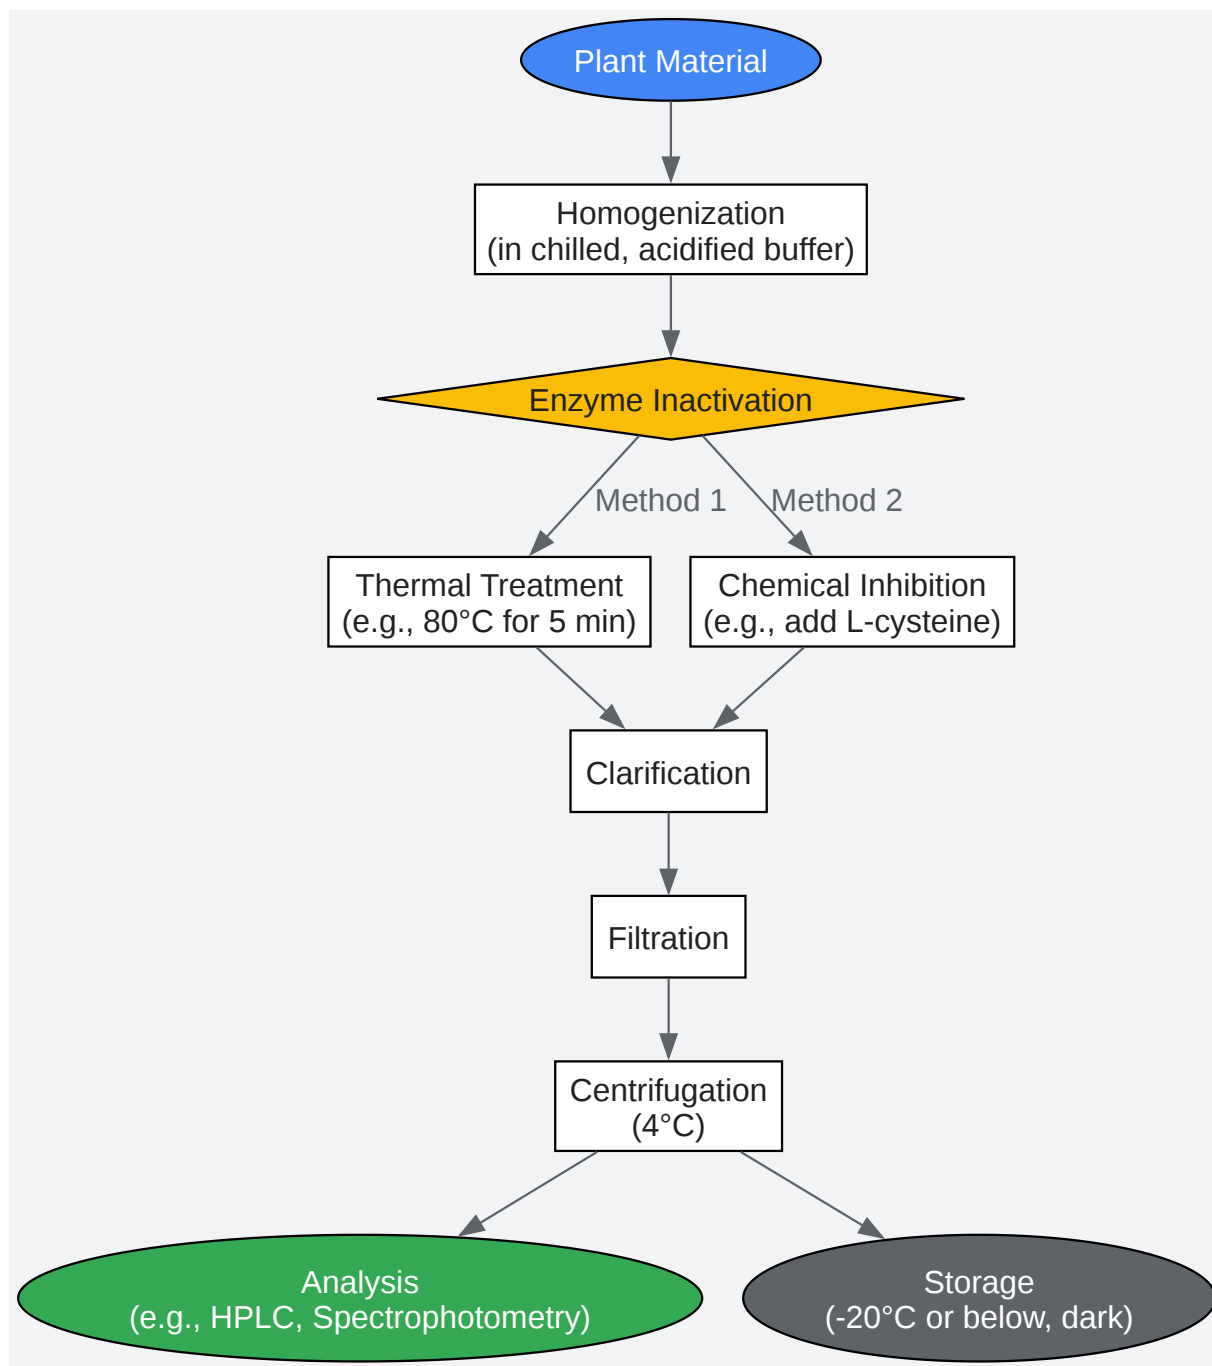 Plant Material
Homogenization
(in chilled, acidified buffer)
Enzyme Inactivation
Method 1
Method 2
Thermal Treatment
(e.g., 80°C for 5 min)
Chemical Inhibition
(e.g., add L-cysteine)
Clarification
Filtration
Centrifugation
(4°C)
Analysis
(e.g., HPLC, Spectrophotometry)
Storage
(-20°C or below, dark)